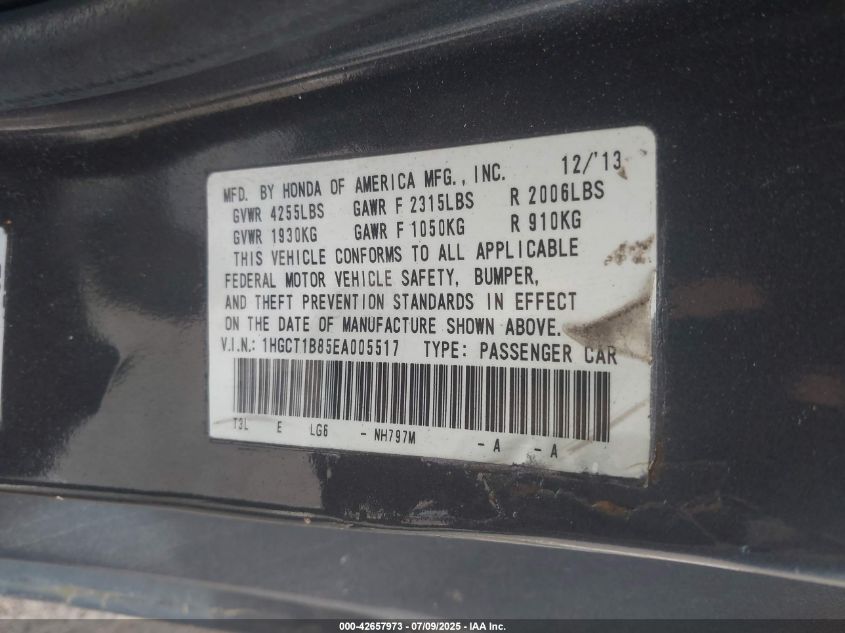 12/'13
MFD. BY HONDA OF AMERICA MFG., INC.
GVWR 4255LBS GAWR F 2315LBS R 2006LBS
GVWR 1930KG GAWR F 1050KG R 910KG
THIS VEHICLE CONFORMS TO ALL APPLICABLE
FEDERAL MOTOR VEHICLE SAFETY, BUMPER,
AND THEFT PREVENTION STANDARDS IN EFFECT
ON THE DATE OF MANUFACTURE SHOWN ABOVE.
V.I.N.: 1HGCT1B85EA005517 TYPE: PASSENGER CAR
T3L E LG6 - NH797M - A - A
000-42657973 - 07/09/2025 - IAA Inc.